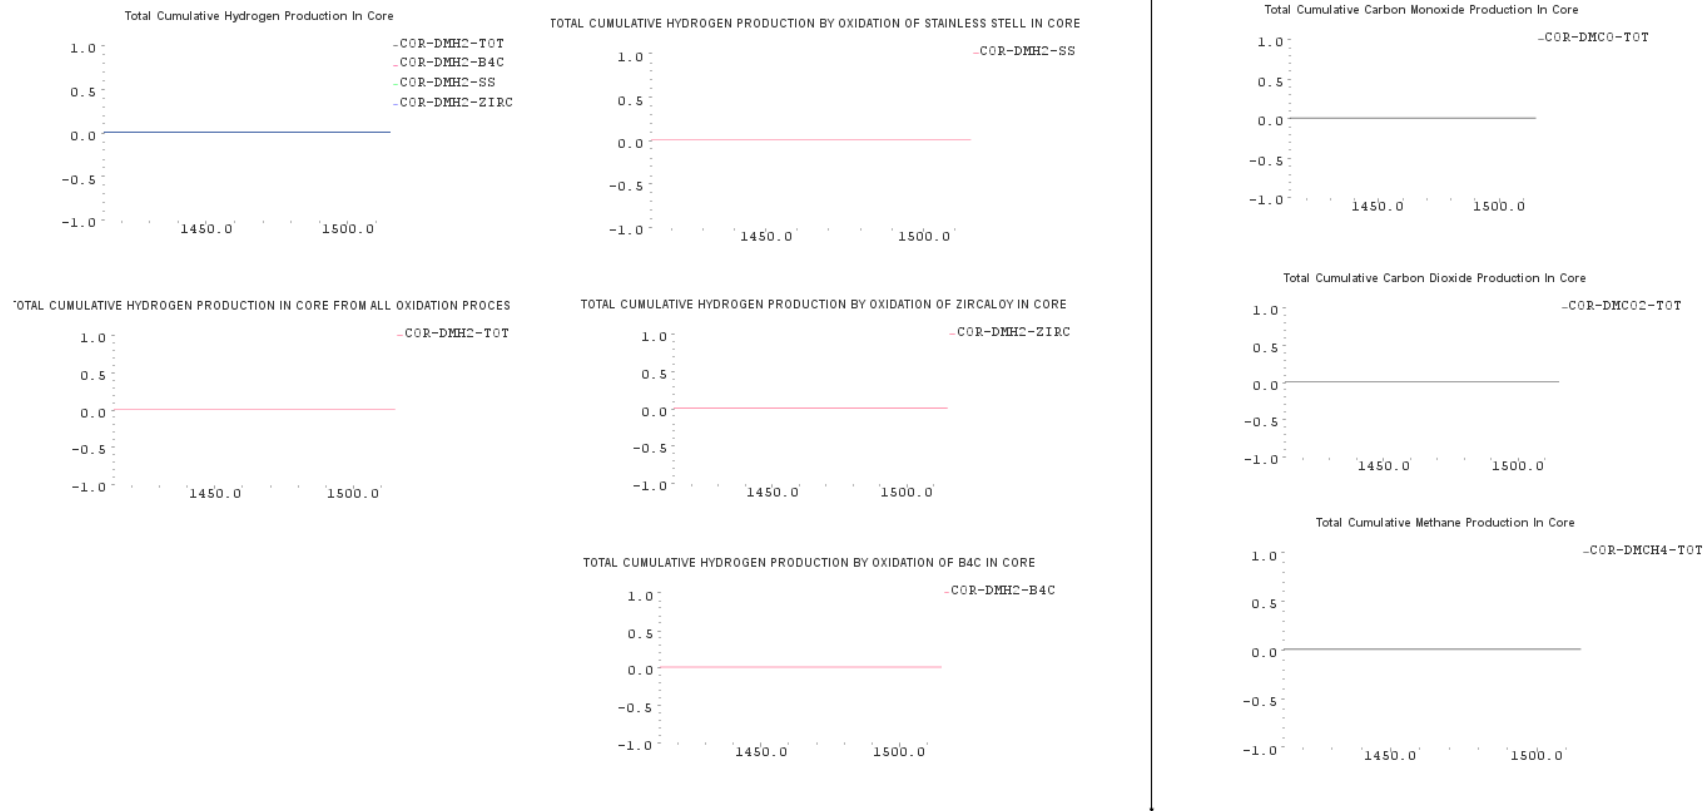 Total Cumulative Hydrogen Production In Core
COR-DMH2-TOT
COR-DMH2-B4C
COR-DMH2-SS
COR-DMH2-ZIRC
1.0
0.5
0.0
-0.5
-1.0
1450.0 1500.0
TOTAL CUMULATIVE HYDROGEN PRODUCTION IN CORE FROM ALL OXIDATION PROCES
COR-DMH2-TOT
1.0
0.5
0.0
-0.5
-1.0
1450.0 1500.0
TOTAL CUMULATIVE HYDROGEN PRODUCTION BY OXIDATION OF STAINLESS STELL IN CORE
COR-DMH2-SS
1.0
0.5
0.0
-0.5
-1.0
1450.0 1500.0
TOTAL CUMULATIVE HYDROGEN PRODUCTION BY OXIDATION OF ZIRCALOY IN CORE
COR-DMH2-ZIRC
1.0
0.5
0.0
-0.5
-1.0
1450.0 1500.0
TOTAL CUMULATIVE HYDROGEN PRODUCTION BY OXIDATION OF B4C IN CORE
COR-DMH2-B4C
1.0
0.5
0.0
-0.5
-1.0
1450.0 1500.0
Total Cumulative Carbon Monoxide Production In Core
COR-DMCO-TOT
1.0
0.5
0.0
-0.5
-1.0
1450.0 1500.0
Total Cumulative Carbon Dioxide Production In Core
COR-DMCO2-TOT
1.0
0.5
0.0
-0.5
-1.0
1450.0 1500.0
Total Cumulative Methane Production In Core
COR-DMCH4-TOT
1.0
0.5
0.0
-0.5
-1.0
1450.0 1500.0